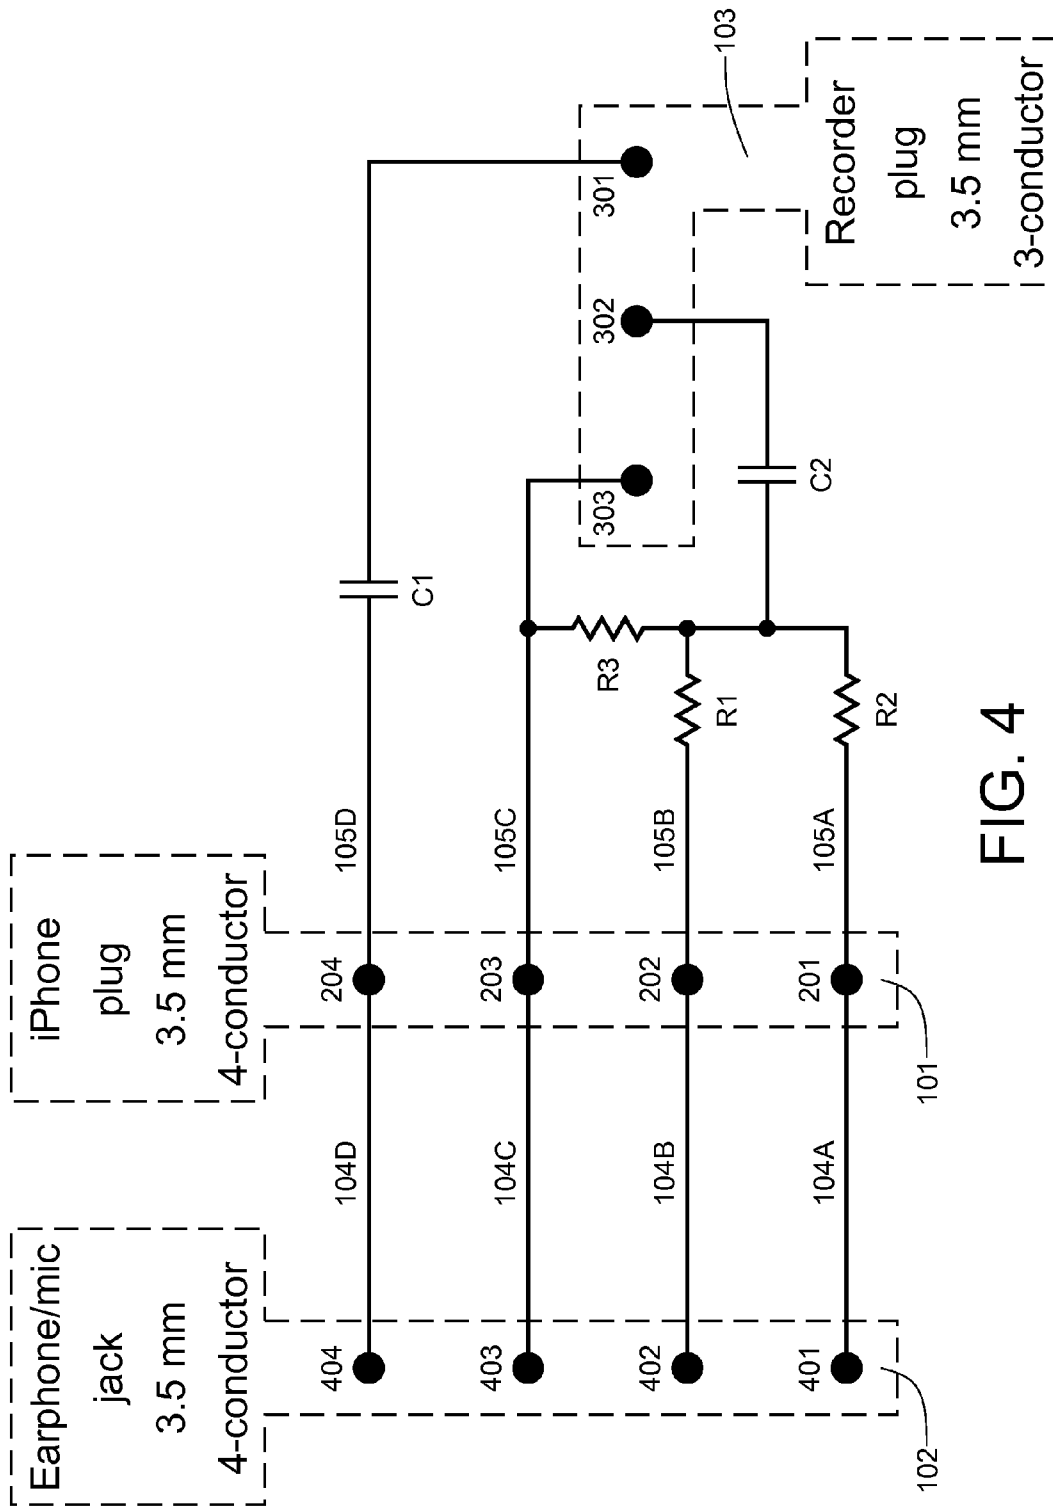 Earphone/mic
jack
3.5 mm
4-conductor
iPhone
plug
3.5 mm
4-conductor
404
104D
204
105D
C1
403
104C
203
105C
R3
402
104B
202
105B
R1
401
104A
201
105A
R2
C2
303
302
301
103
Recorder
plug
3.5 mm
3-conductor
102
101
FIG. 4